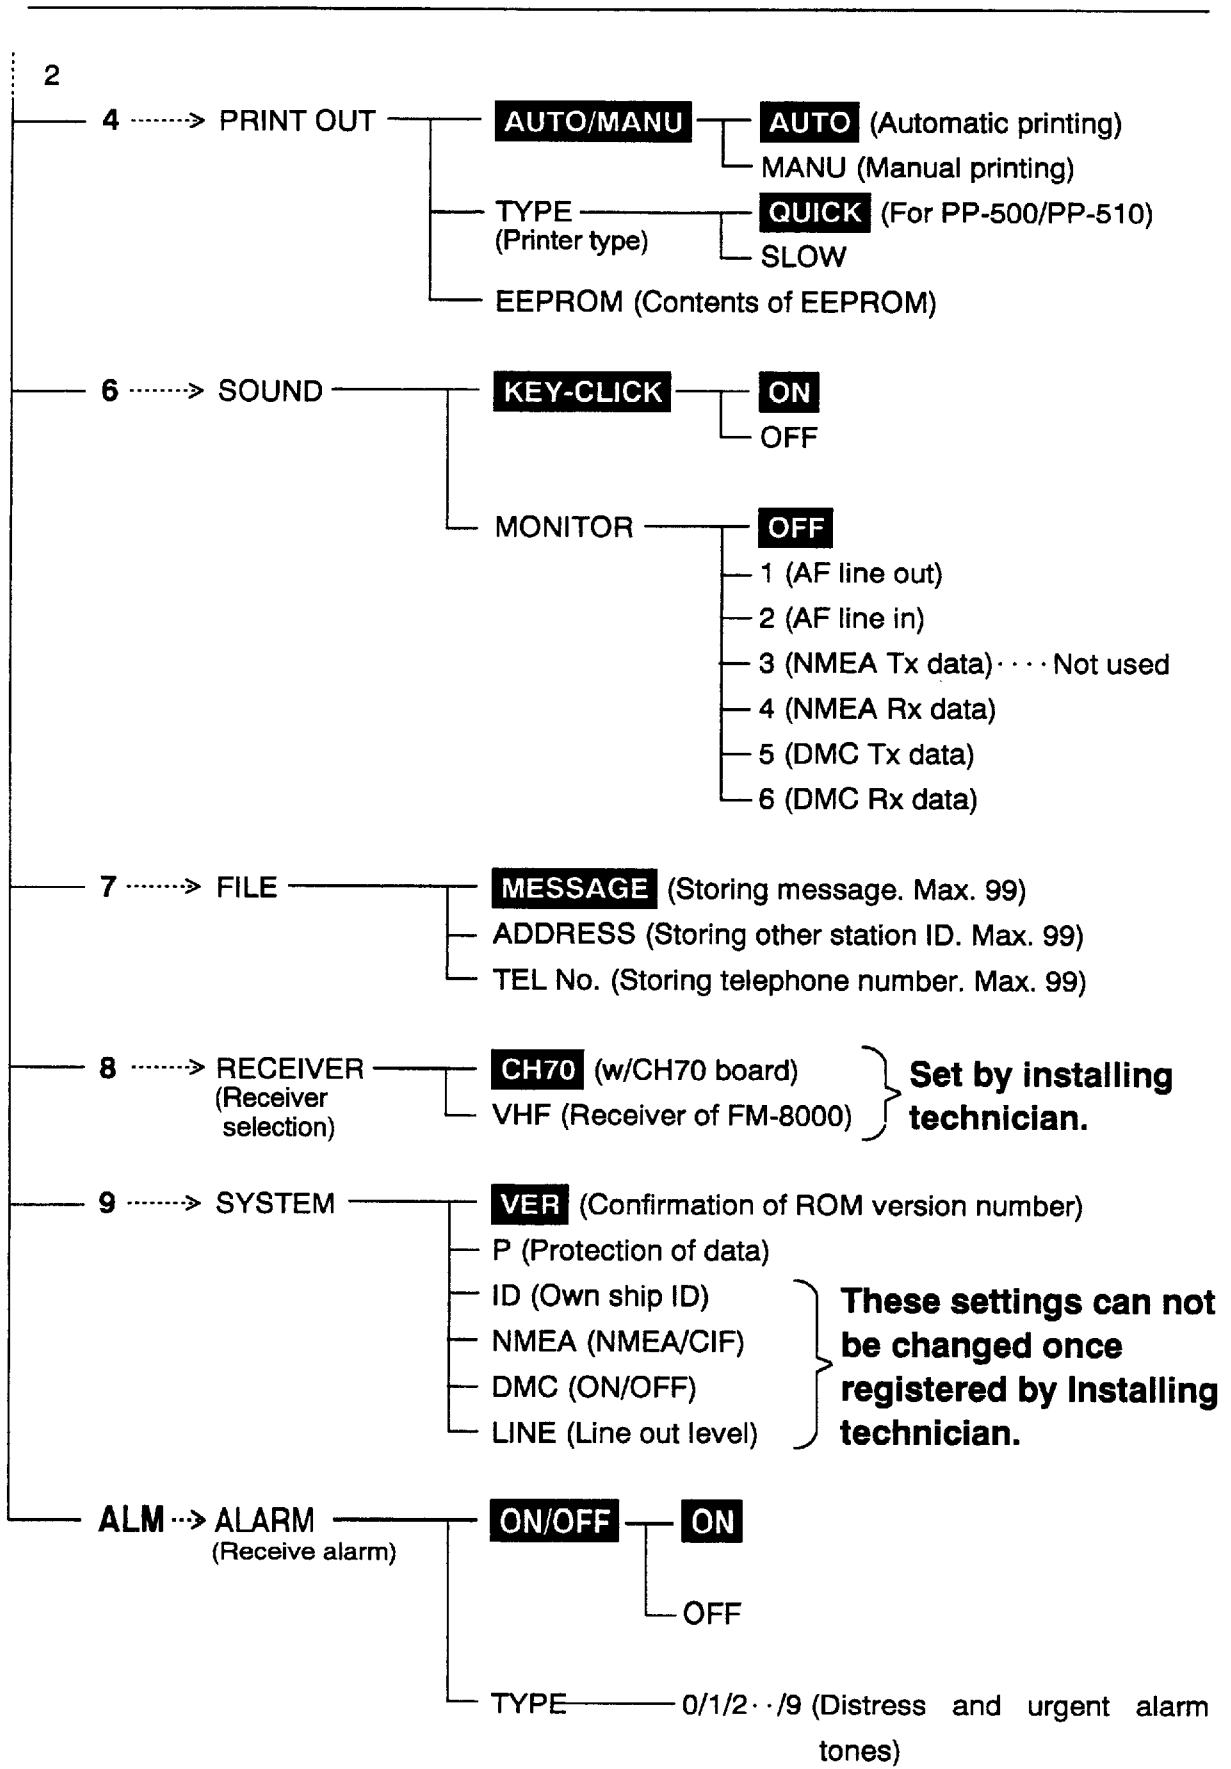 2
4 ·······> PRINT OUT AUTO/MANU AUTO (Automatic printing)
MANU (Manual printing)
TYPE QUICK (For PP-500/PP-510)
(Printer type)
SLOW
EEPROM (Contents of EEPROM)
6 ·······> SOUND KEY-CLICK ON
OFF
MONITOR OFF
1 (AF line out)
2 (AF line in)
3 (NMEA Tx data) ···· Not used
4 (NMEA Rx data)
5 (DMC Tx data)
6 (DMC Rx data)
7 ·······> FILE MESSAGE (Storing message. Max. 99)
ADDRESS (Storing other station ID. Max. 99)
TEL No. (Storing telephone number. Max. 99)
8 ·······> RECEIVER CH70 (w/CH70 board)
(Receiver
selection)
VHF (Receiver of FM-8000)
Set by installing
technician.
9 ·······> SYSTEM VER (Confirmation of ROM version number)
P (Protection of data)
ID (Own ship ID)
NMEA (NMEA/CIF)
DMC (ON/OFF)
LINE (Line out level)
These settings can not
be changed once
registered by Installing
technician.
ALM ···> ALARM ON/OFF ON
(Receive alarm)
OFF
TYPE 0/1/2··/9 (Distress and urgent alarm
tones)